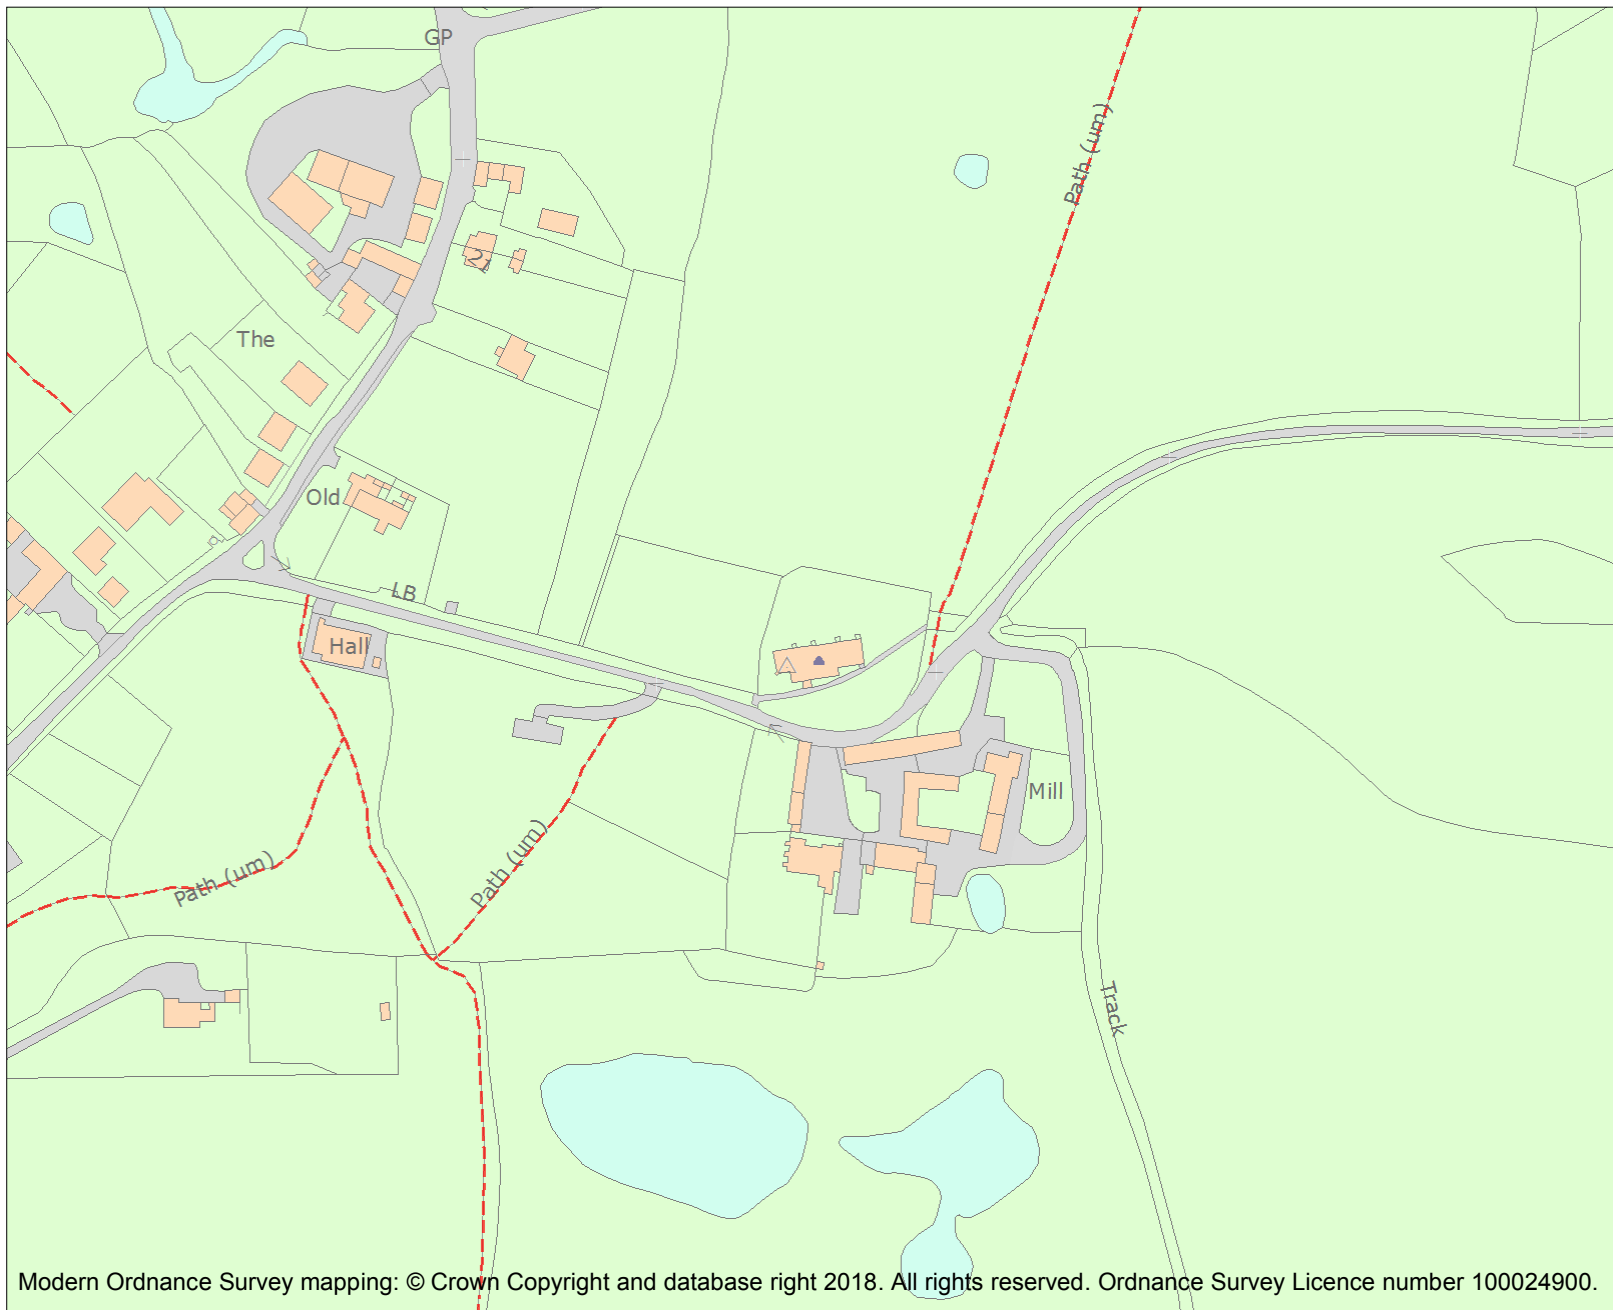 GP
Path (um)
21
The
Old
LB
Hall
Mill
Path (um)
Path (um)
Track
Modern Ordnance Survey mapping: © Crown Copyright and database right 2018. All rights reserved. Ordnance Survey Licence number 100024900.